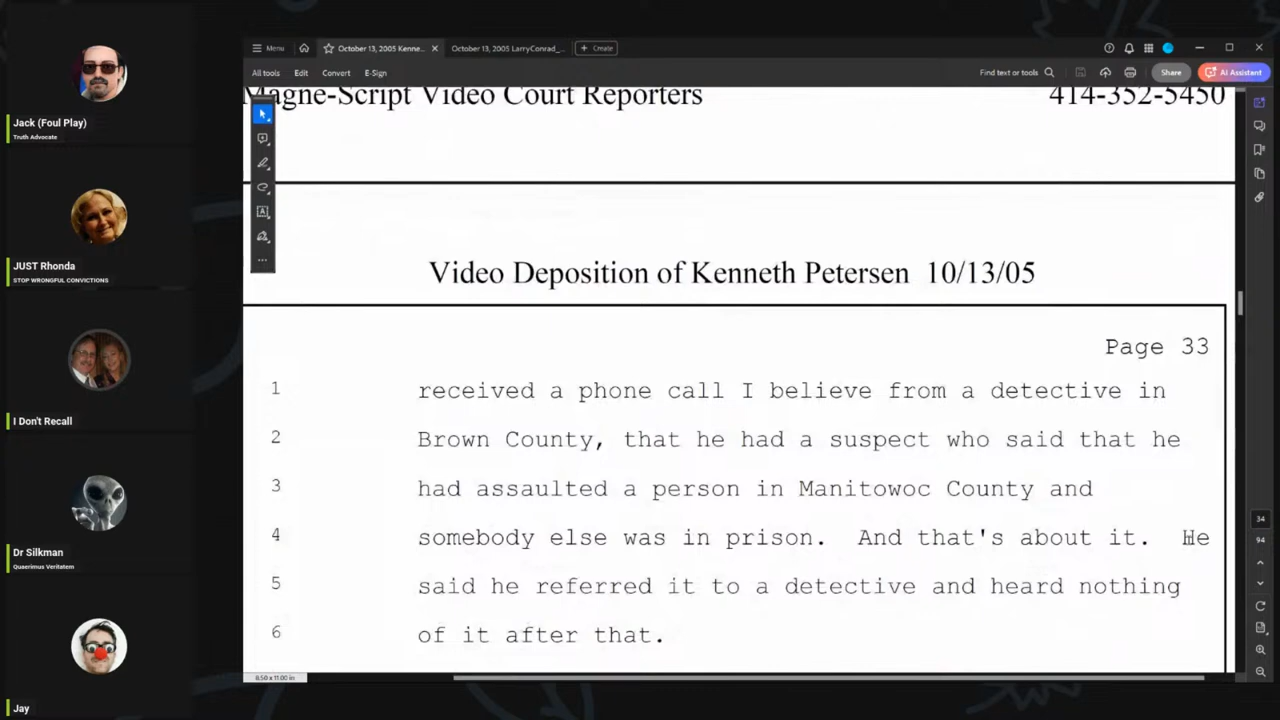 Jack (Foul Play)
Truth Advocate
JUST Rhonda
STOP WRONGFUL CONVICTIONS
I Don't Recall
Dr Silkman
Quaerimus Veritatem
Jay
Menu
October 13, 2005 Kenne...
October 13, 2005 LarryConrad_...
Create
All tools
Edit
Convert
E-Sign
Find text or tools
Share
AI Assistant
Magne-Script Video Court Reporters 414-352-5450
Video Deposition of Kenneth Petersen 10/13/05
Page 33
1 received a phone call I believe from a detective in
2 Brown County, that he had a suspect who said that he
3 had assaulted a person in Manitowoc County and
4 somebody else was in prison. And that's about it. He
5 said he referred it to a detective and heard nothing
6 of it after that.
34
94
8.50 x 11.00 in